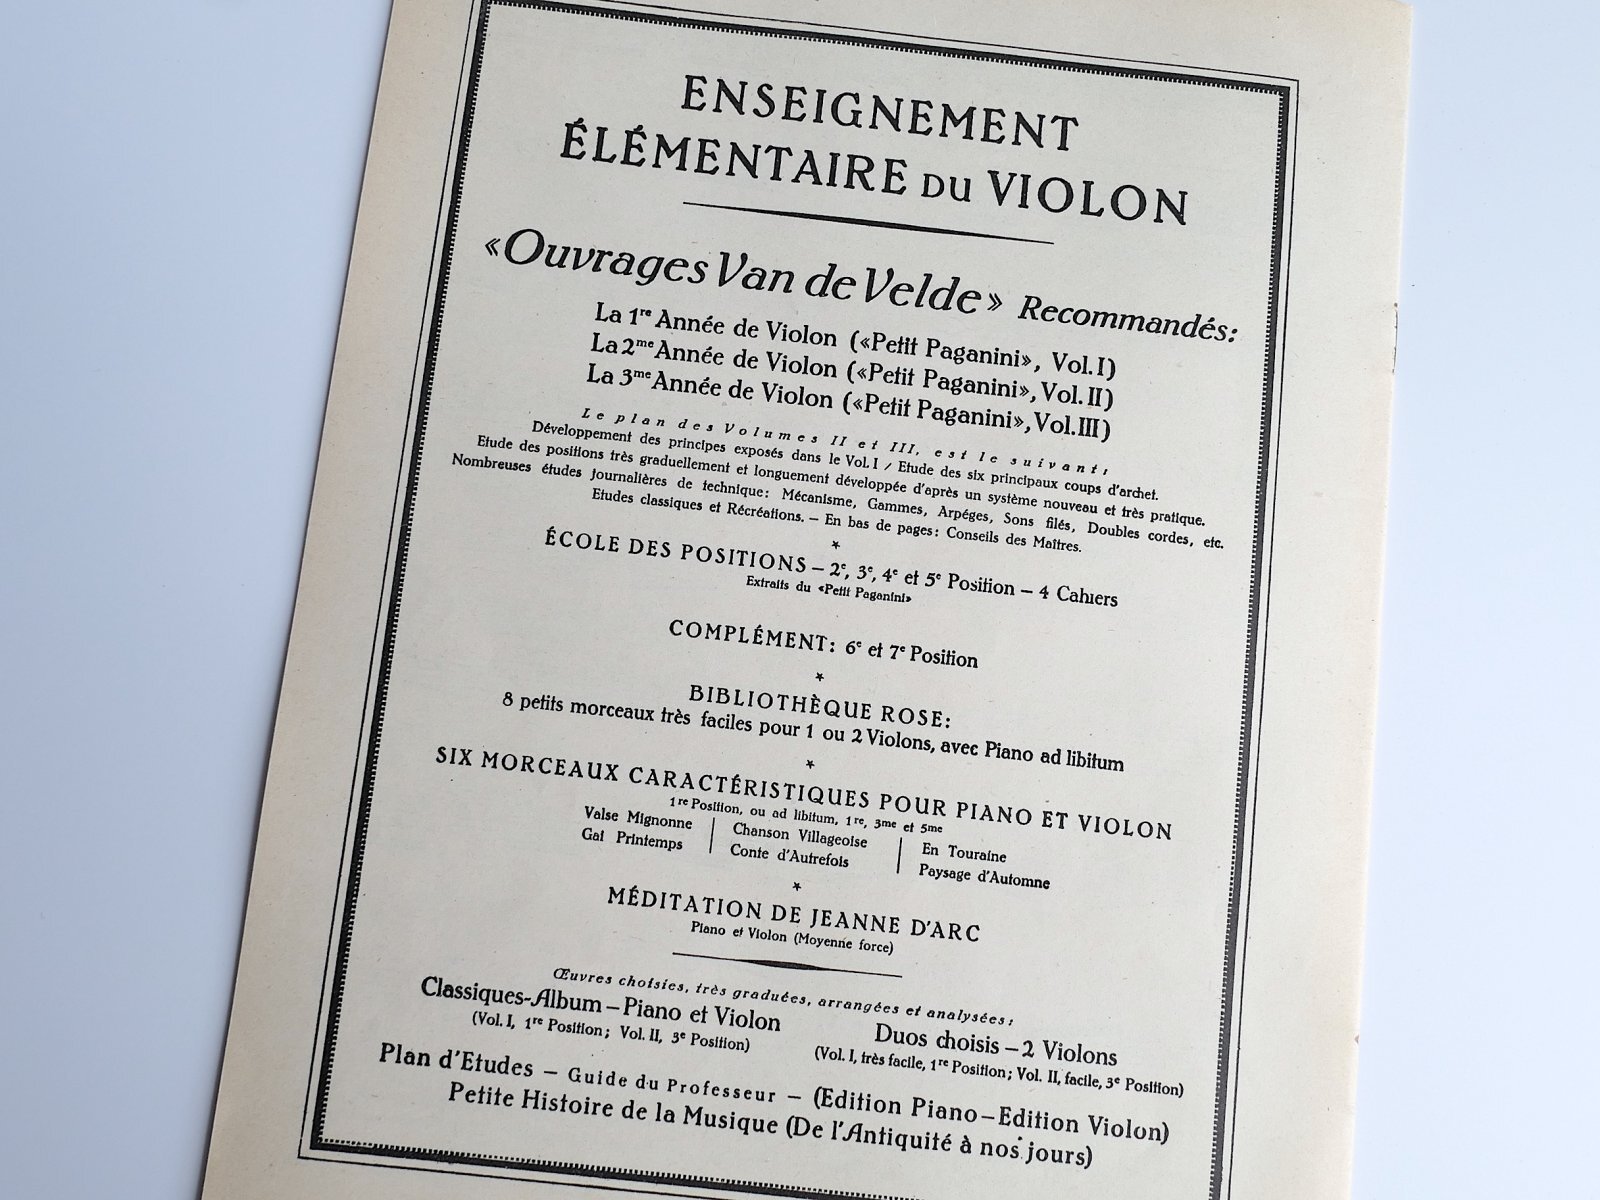 ENSEIGNEMENT
ÉLÉMENTAIRE DU VIOLON
«Ouvrages Van de Velde» Recommandés:
La 1re Année de Violon («Petit Paganini», Vol. I)
La 2me Année de Violon («Petit Paganini», Vol. II)
La 3me Année de Violon («Petit Paganini», Vol. III)
Le plan des Volumes II et III, est le suivant:
Développement des principes exposés dans le Vol. I / Etude des six principaux coups d'archet.
Etude des positions très graduellement et longuement développée d'après un système nouveau et très pratique.
Nombreuses études journalières de technique: Mécanisme, Gammes, Arpéges, Sons filés, Doubles cordes, etc.
Etudes classiques et Récréations. – En bas de pages: Conseils des Maîtres.
*
ÉCOLE DES POSITIONS – 2e, 3e, 4e et 5e Position – 4 Cahiers
Extraits du «Petit Paganini»
COMPLÉMENT: 6e et 7e Position
*
BIBLIOTHÈQUE ROSE:
8 petits morceaux très faciles pour 1 ou 2 Violons, avec Piano ad libitum
*
SIX MORCEAUX CARACTÉRISTIQUES POUR PIANO ET VIOLON
1re Position, ou ad libitum, 1re, 3me et 5me
Valse Mignonne | Chanson Villageoise | En Touraine
Gai Printemps | Conte d'Autrefois | Paysage d'Automne
*
MÉDITATION DE JEANNE D'ARC
Piano et Violon (Moyenne force)
Œuvres choisies, très graduées, arrangées et analysées:
Classiques-Album – Piano et Violon
(Vol. I, 1re Position; Vol. II, 3e Position)
Duos choisis – 2 Violons
(Vol. I, très facile, 1re Position; Vol. II, facile, 3e Position)
Plan d'Etudes – Guide du Professeur – (Edition Piano – Edition Violon)
Petite Histoire de la Musique (De l'Antiquité à nos jours)